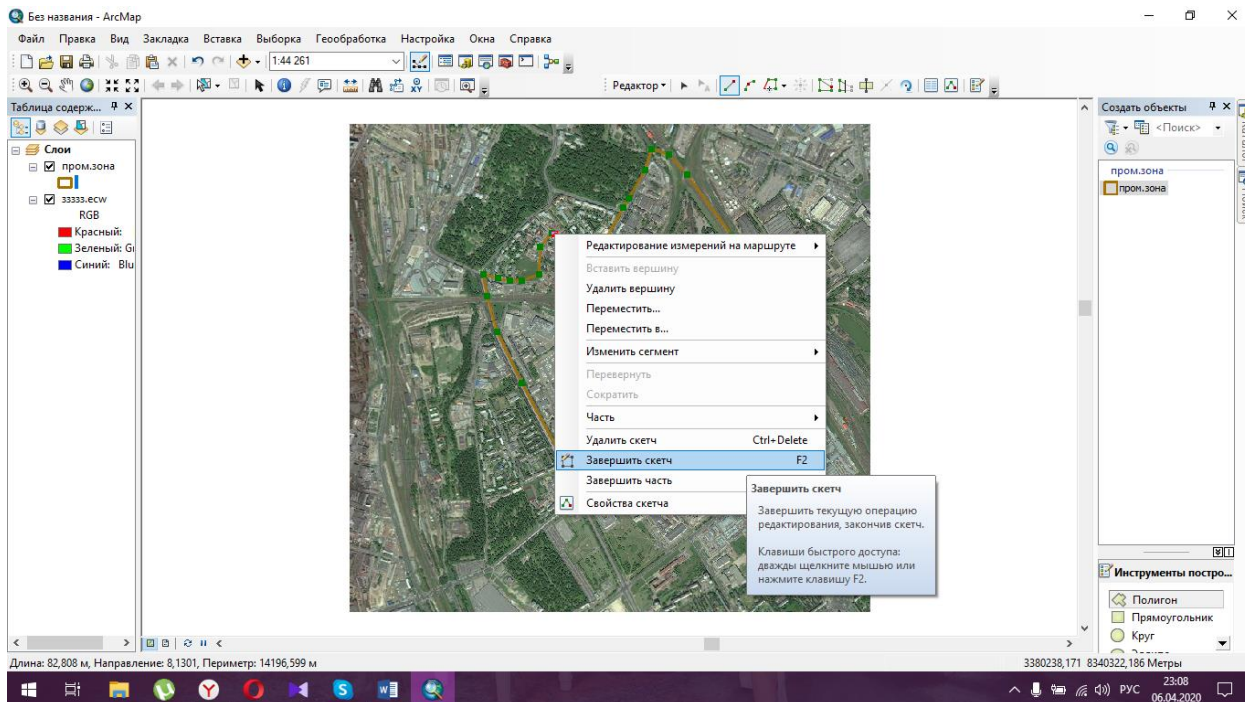 Без названия - ArcMap
Файл Правка Вид Закладка Вставка Выборка Геообработка Настройка Окна Справка
1:44 261
Редактор
Таблица содерж...
Слои
пром.зона
33333.ecw
RGB
Красный:
Зеленый: Gr
Синий: Blu
Редактирование измерений на маршруте
Вставить вершину
Удалить вершину
Переместить...
Переместить в...
Изменить сегмент
Перевернуть
Сократить
Часть
Удалить скетч Ctrl+Delete
Завершить скетч F2
Завершить часть
Свойства скетча
Завершить скетч
Завершить текущую операцию
редактирования, закончив скетч.
Клавиши быстрого доступа:
дважды щелкните мышью или
нажмите клавишу F2.
Создать объекты
<Поиск>
пром.зона
пром.зона
Инструменты постро...
Полигон
Прямоугольник
Круг
Длина: 82,808 м, Направление: 8,1301, Периметр: 14196,599 м
3380238,171 8340322,186 Метры
РУС
23:08
06.04.2020